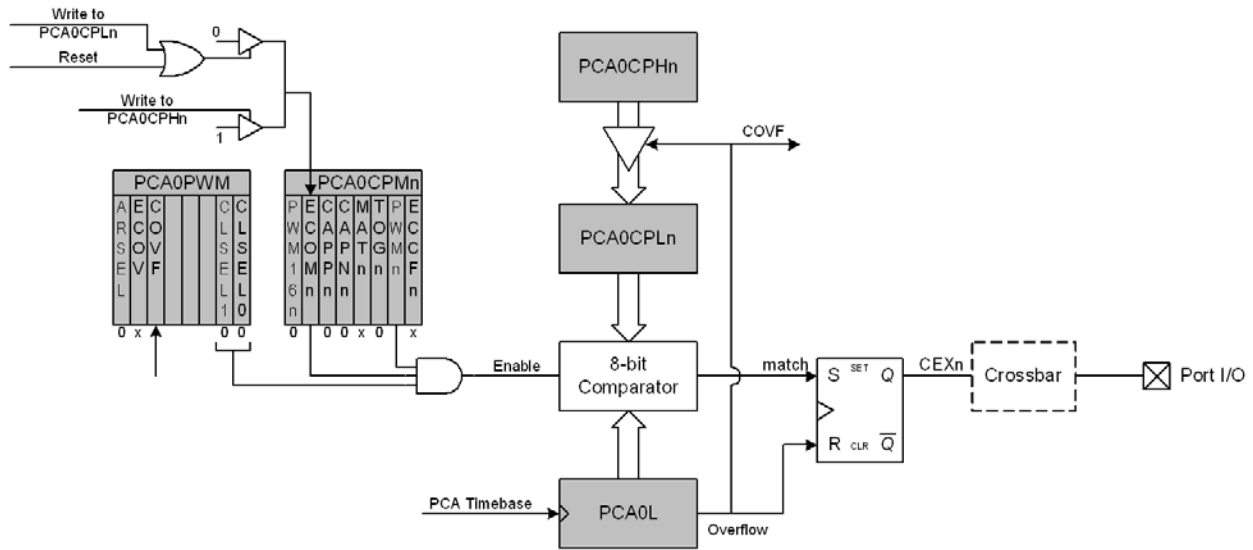 Write to
PCA0CPLn
Reset
0
Write to
PCA0CPHn
1
PCA0CPHn
COVF
PCA0PWM
ARSEL ECOV COVF CLSEL1 CLSEL0
0 x 0 0
PCA0CPMn
PWM16n ECOMn CAPPn CAPNn MATn TOGn PWMn ECCFn
0 0 0 x 0 x
PCA0CPLn
Enable
8-bit
Comparator
match
S SET Q
R CLR Q
CEXn
Crossbar
Port I/O
PCA Timebase
PCA0L
Overflow